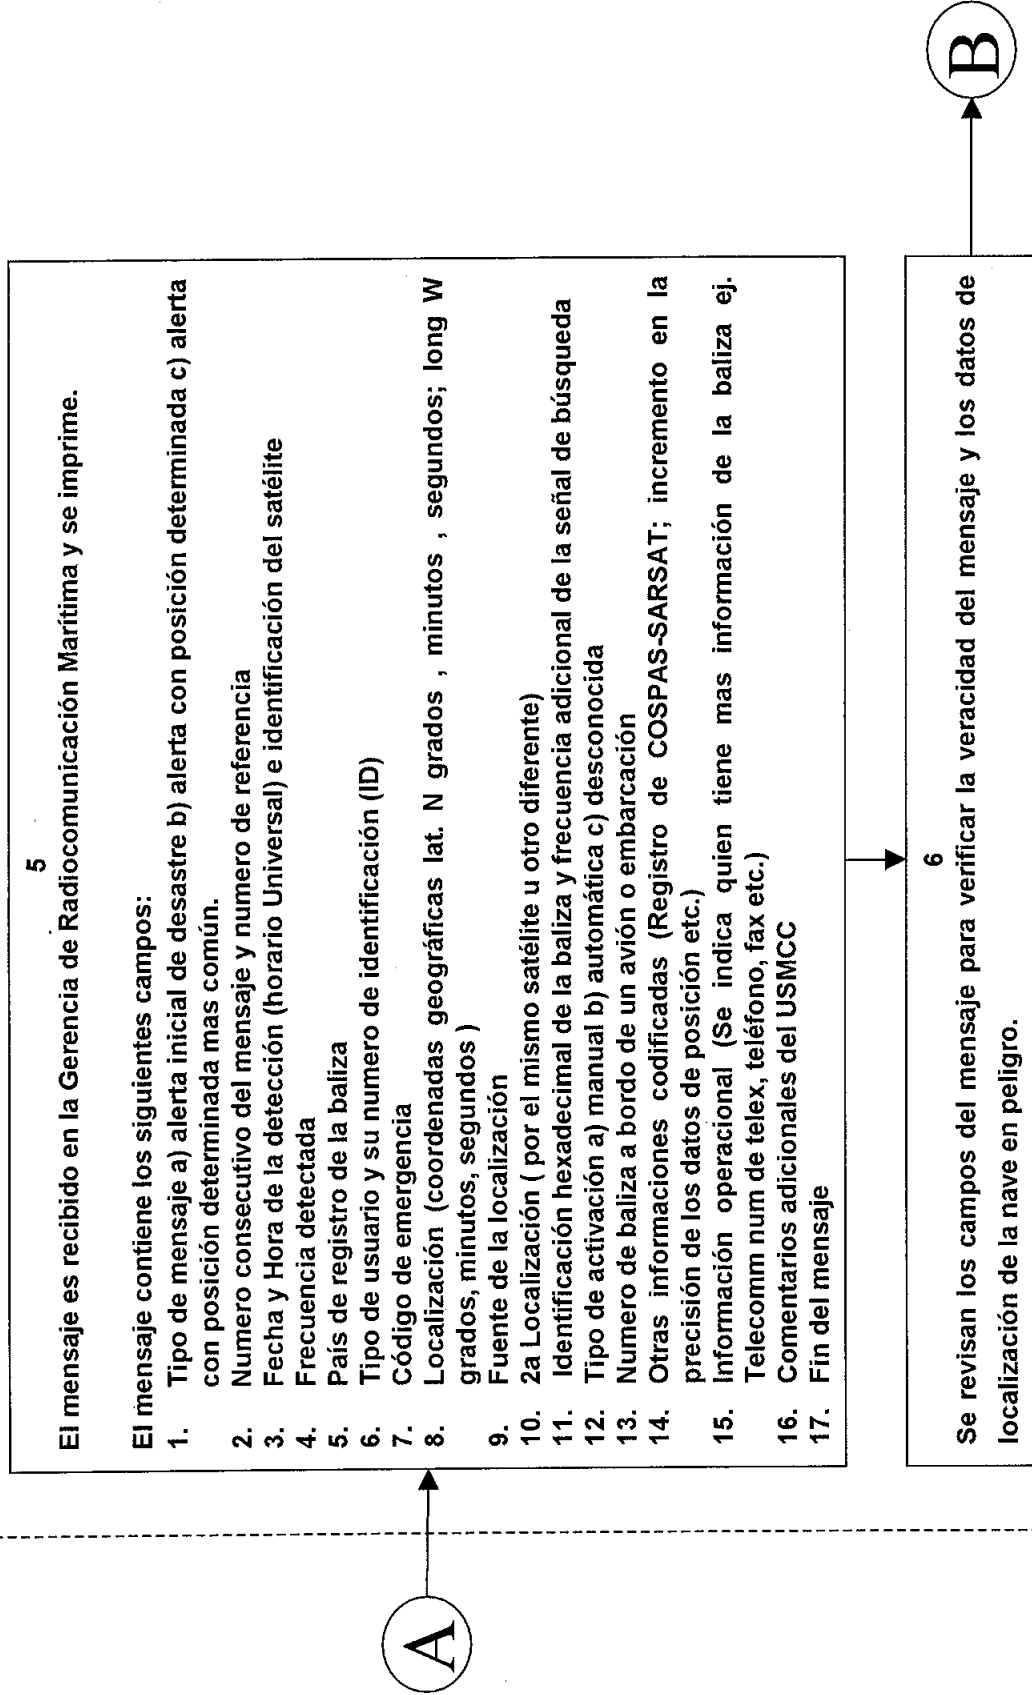 A
5
El mensaje es recibido en la Gerencia de Radiocomunicación Marítima y se imprime.
El mensaje contiene los siguientes campos:
1. Tipo de mensaje a) alerta inicial de desastre b) alerta con posición determinada c) alerta
con posición determinada mas común.
2. Numero consecutivo del mensaje y numero de referencia
3. Fecha y Hora de la detección (horario Universal) e identificación del satélite
4. Frecuencia detectada
5. País de registro de la baliza
6. Tipo de usuario y su numero de identificación (ID)
7. Código de emergencia
8. Localización (coordenadas geográficas lat. N grados , minutos , segundos; long W
grados, minutos, segundos )
9. Fuente de la localización
10. 2a Localización ( por el mismo satélite u otro diferente)
11. Identificación hexadecimal de la baliza y frecuencia adicional de la señal de búsqueda
12. Tipo de activación a) manual b) automática c) desconocida
13. Numero de baliza a bordo de un avión o embarcación
14. Otras informaciones codificadas (Registro de COSPAS-SARSAT; incremento en la
precisión de los datos de posición etc.)
15. Información operacional (Se indica quien tiene mas información de la baliza ej.
Telecomm num de telex, teléfono, fax etc.)
16. Comentarios adicionales del USMCC
17. Fin del mensaje
6
Se revisan los campos del mensaje para verificar la veracidad del mensaje y los datos de
localización de la nave en peligro.
B